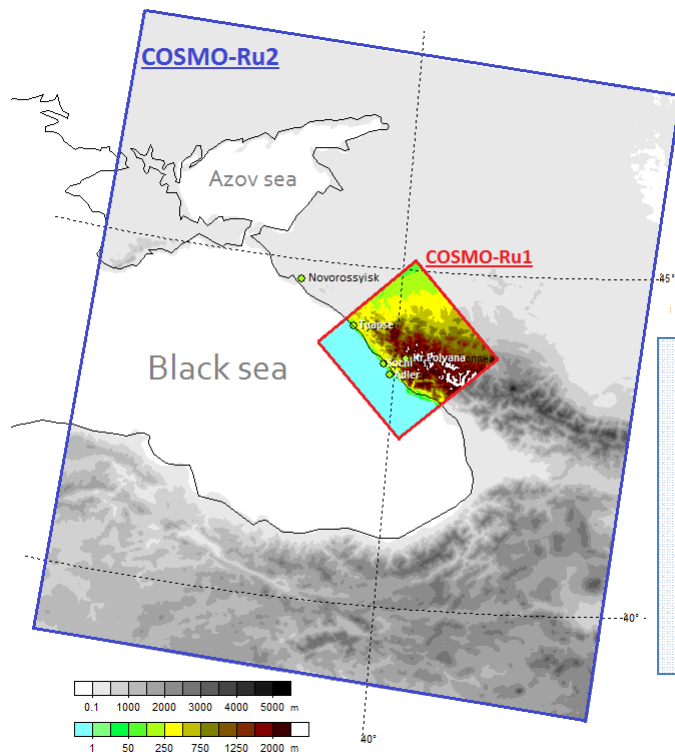 COSMO-Ru2
Azov sea
COSMO-Ru1
45°
Novorossyisk
Tuapse
Black sea
Kr.Polyana
Sochi
Adler
40°
0.1 1000 2000 3000 4000 5000 m
1 50 250 750 1250 2000 m
40°